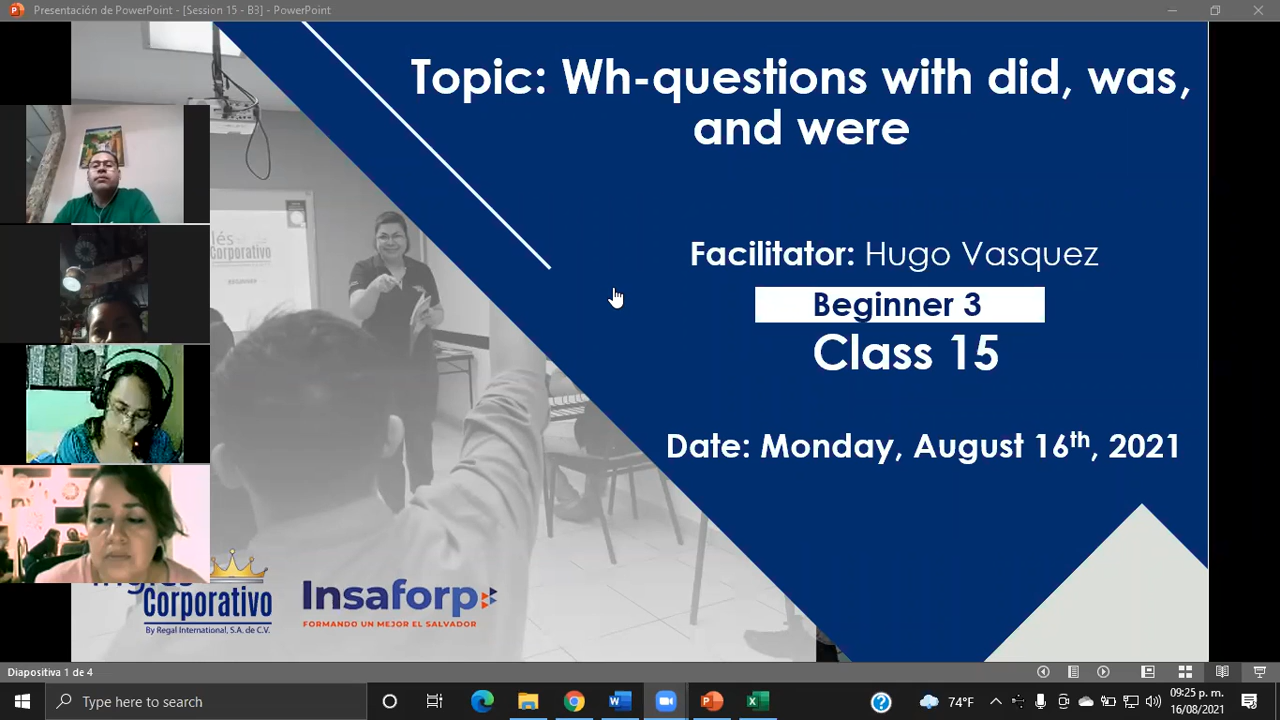 Presentación de PowerPoint - [Session 15 - B3] - PowerPoint
Topic: Wh-questions with did, was,
and were
Facilitator: Hugo Vasquez
Beginner 3
Class 15
Date: Monday, August 16th, 2021
Corporativo
Inglés
Corporativo
By Regal International, S.A. de C.V.
Insaforp
FORMANDO UN MEJOR EL SALVADOR
Diapositiva 1 de 4
Type here to search
74°F
09:25 p. m.
16/08/2021